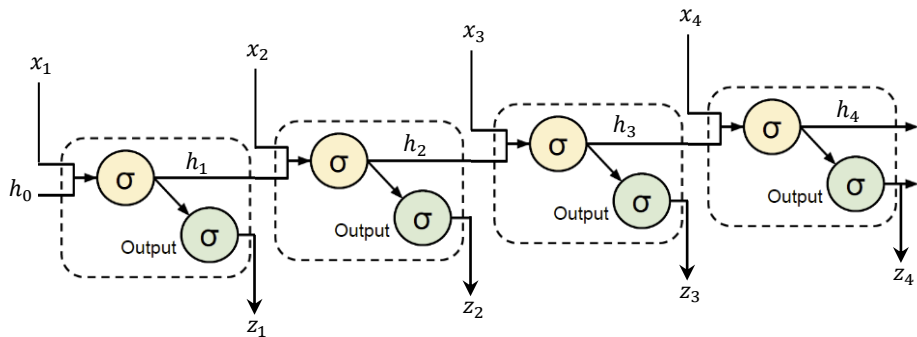 x₁
h₀
σ
h₁
Output
σ
z₁
x₂
σ
h₂
Output
σ
z₂
x₃
σ
h₃
Output
σ
z₃
x₄
σ
h₄
Output
σ
z₄